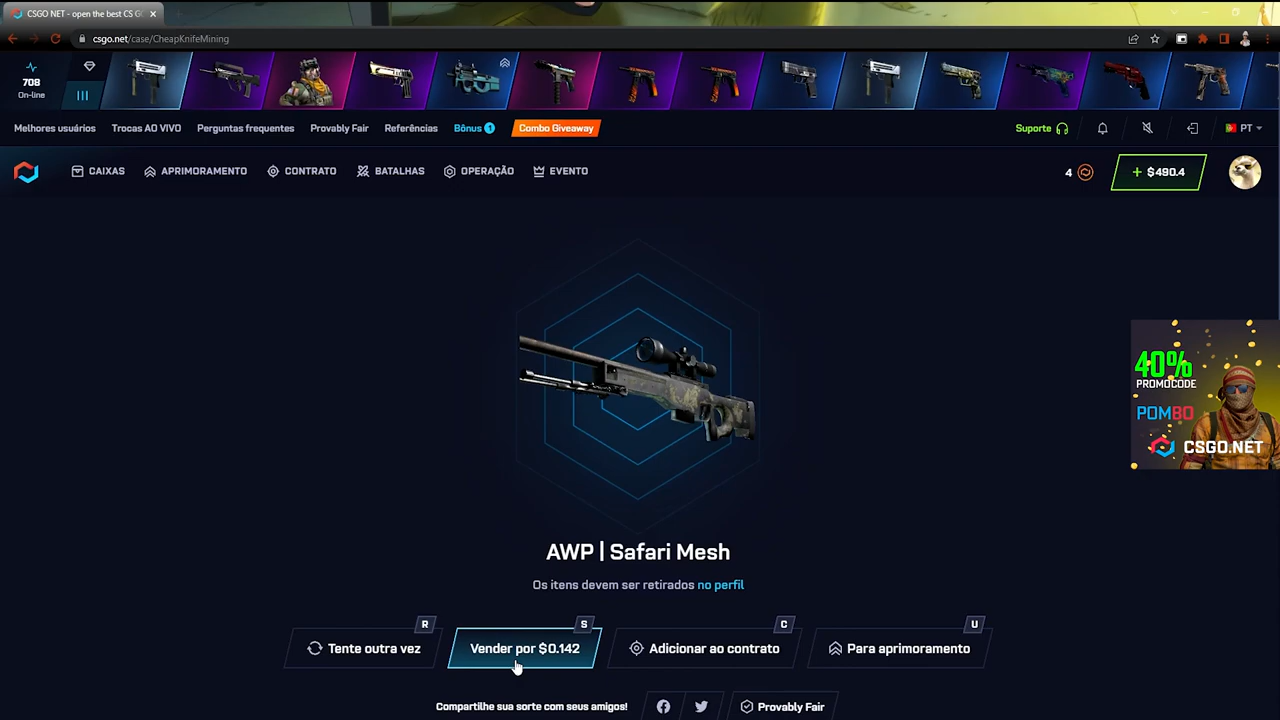 CSGO.NET - open the best CS GO
csgo.net/case/CheapKnifeMining
708
On-line
Melhores usuários Trocas AO VIVO Perguntas frequentes Provably Fair Referências Bônus 1 Combo Giveaway Suporte PT
CAIXAS APRIMORAMENTO CONTRATO BATALHAS OPERAÇÃO EVENTO 4 + $490.4
40%
PROMOCODE
POMBO
CSGO.NET
AWP | Safari Mesh
Os itens devem ser retirados no perfil
R S C U
Tente outra vez Vender por $0.142 Adicionar ao contrato Para aprimoramento
Compartilhe sua sorte com seus amigos! Provably Fair